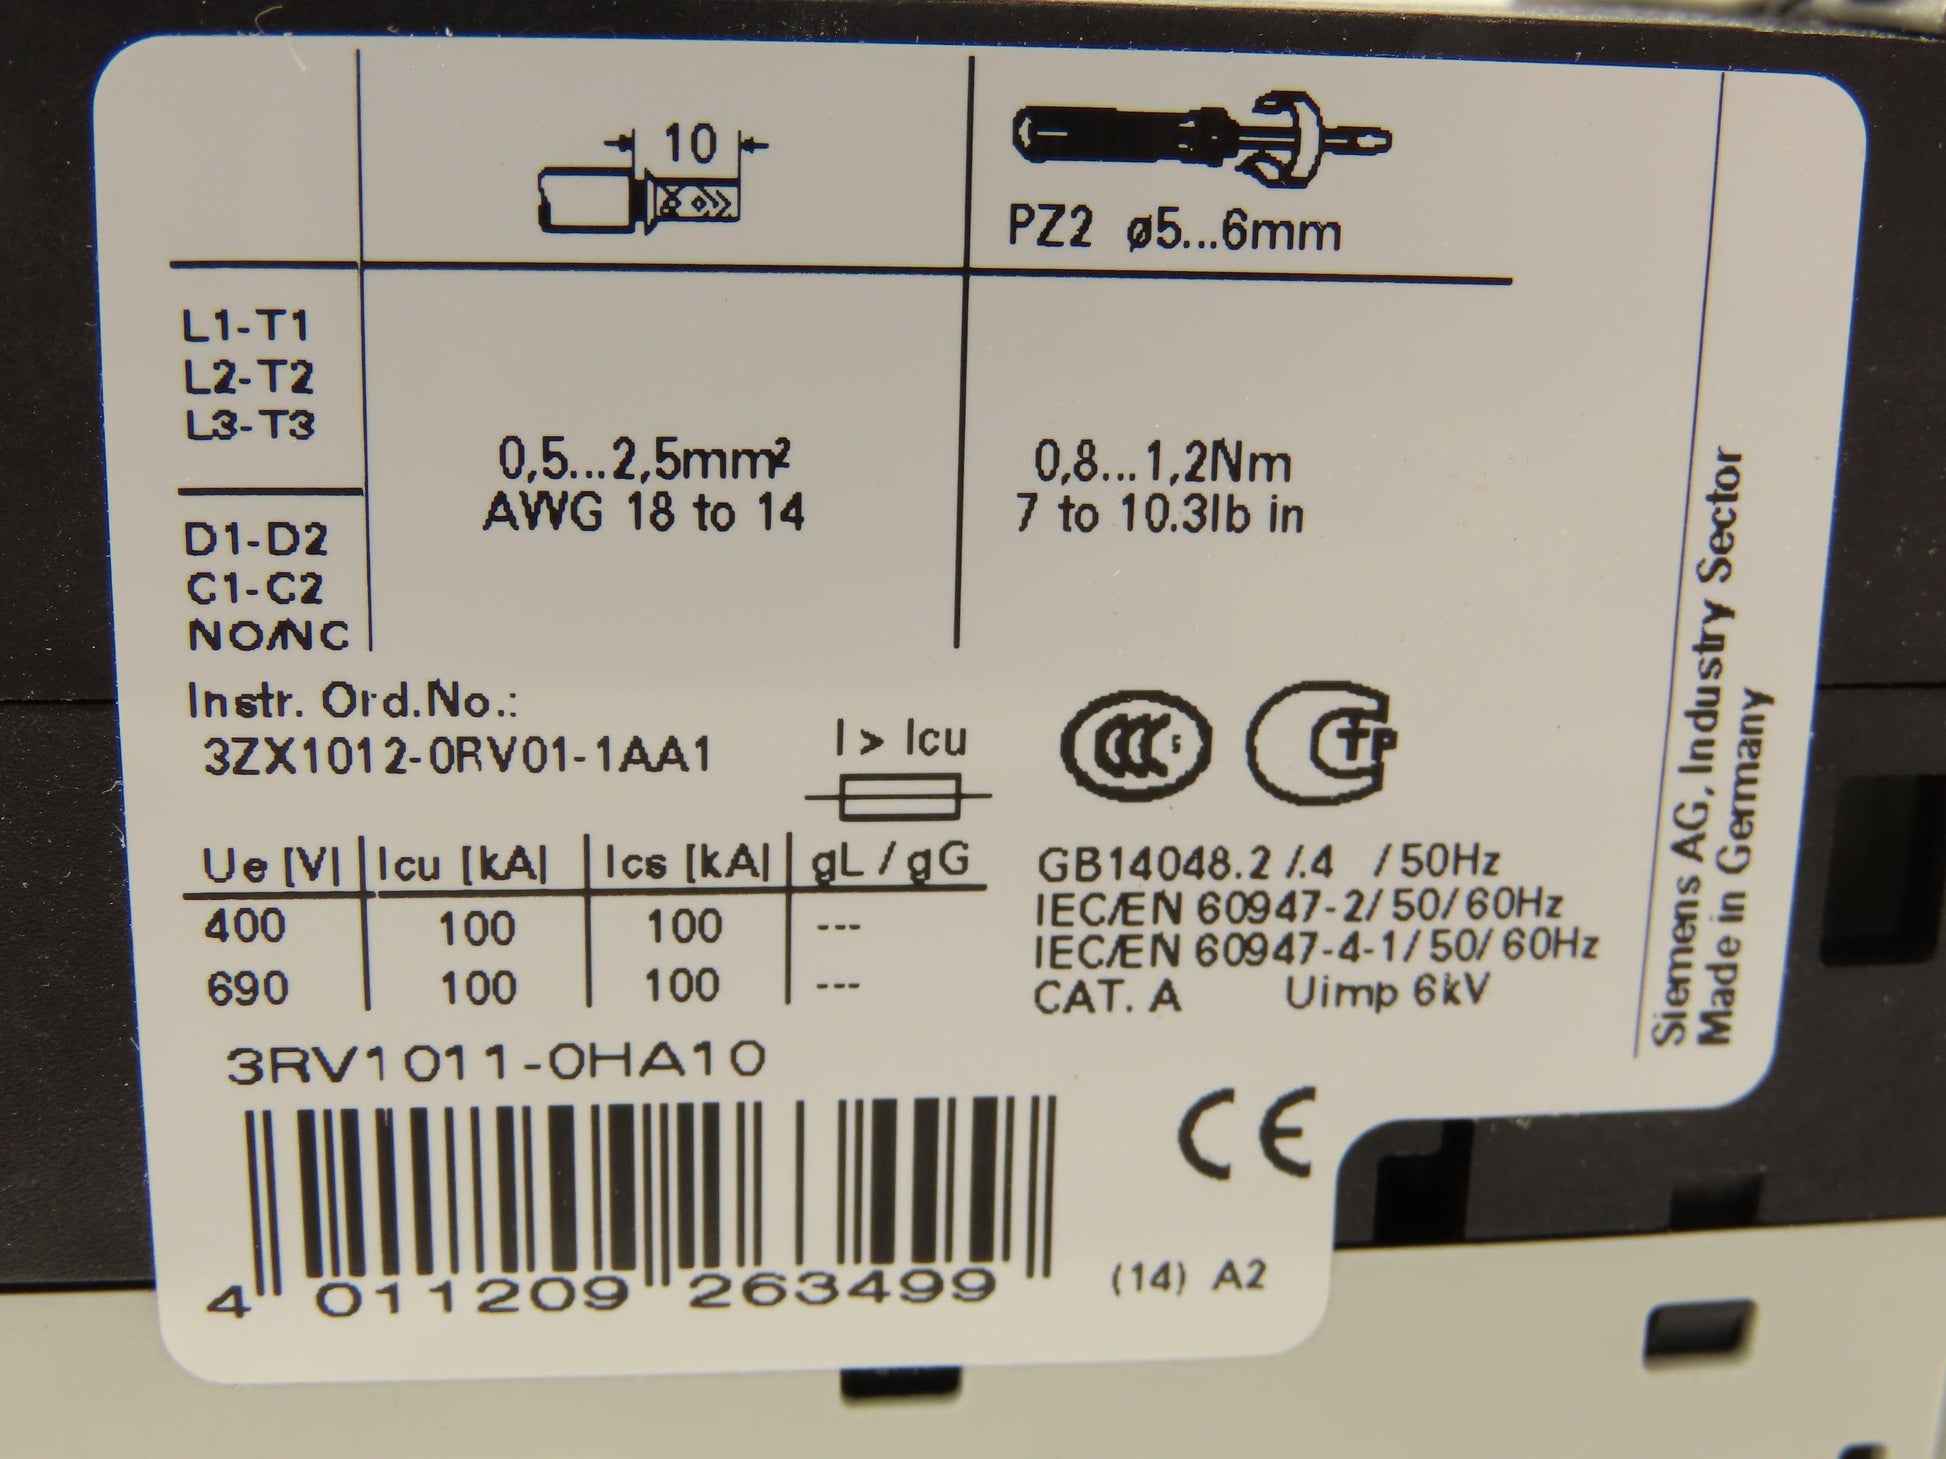 10
PZ2 ø5...6mm
L1-T1
L2-T2
L3-T3
0,5...2,5mm²
AWG 18 to 14
0,8...1,2Nm
7 to 10.3lb in
D1-D2
C1-C2
NO/NC
Instr. Ord.No.:
3ZX1012-0RV01-1AA1
I > Icu
CCC S
CTP
Ue [V] Icu [kA] Ics [kA] gL / gG
400 100 100 ---
690 100 100 ---
GB14048.2 /.4 /50Hz
IEC/EN 60947-2/50/60Hz
IEC/EN 60947-4-1/50/60Hz
CAT. A Uimp 6kV
3RV1011-0HA10
4 011209 263499
CE
(14) A2
Siemens AG, Industry Sector
Made in Germany